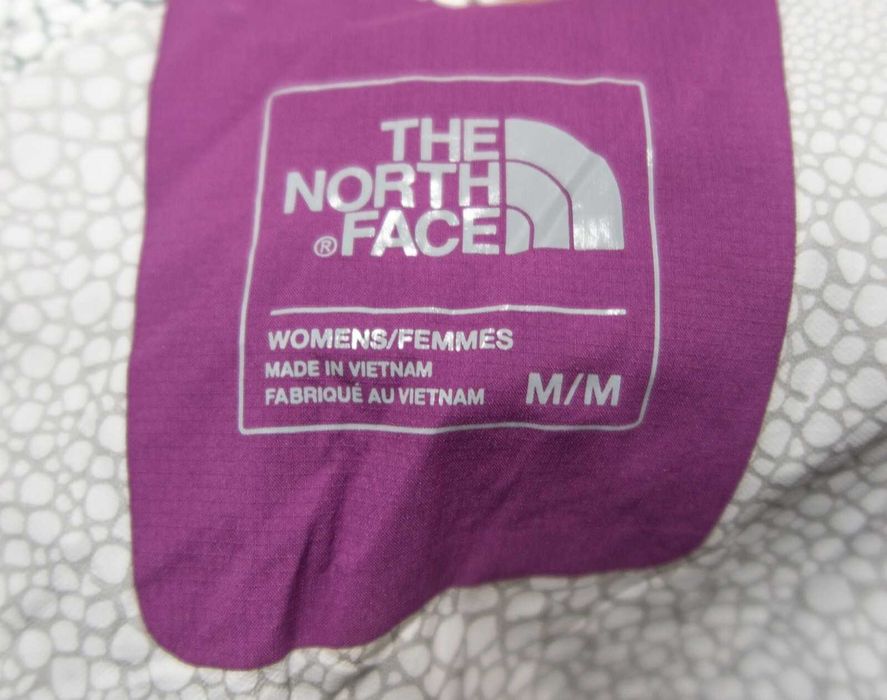 THE
NORTH
®FACE
WOMENS/FEMMES
MADE IN VIETNAM
FABRIQUÉ AU VIETNAM M/M